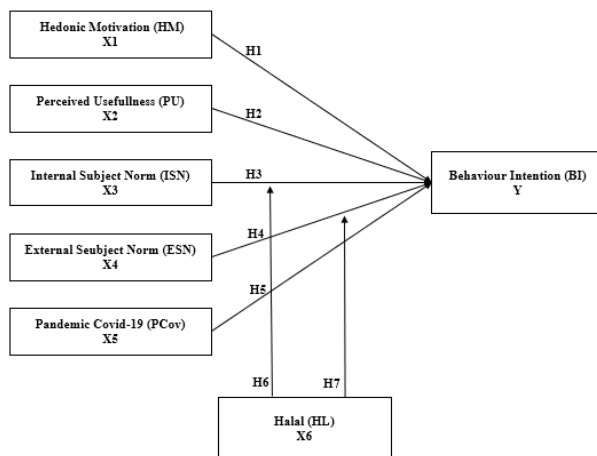 Hedonic Motivation (HM)
X1
H1
Perceived Usefullness (PU)
X2
H2
Internal Subject Norm (ISN)
X3
H3
Behaviour Intention (BI)
Y
External Seubject Norm (ESN)
X4
H4
Pandemic Covid-19 (PCov)
X5
H5
H6
H7
Halal (HL)
X6